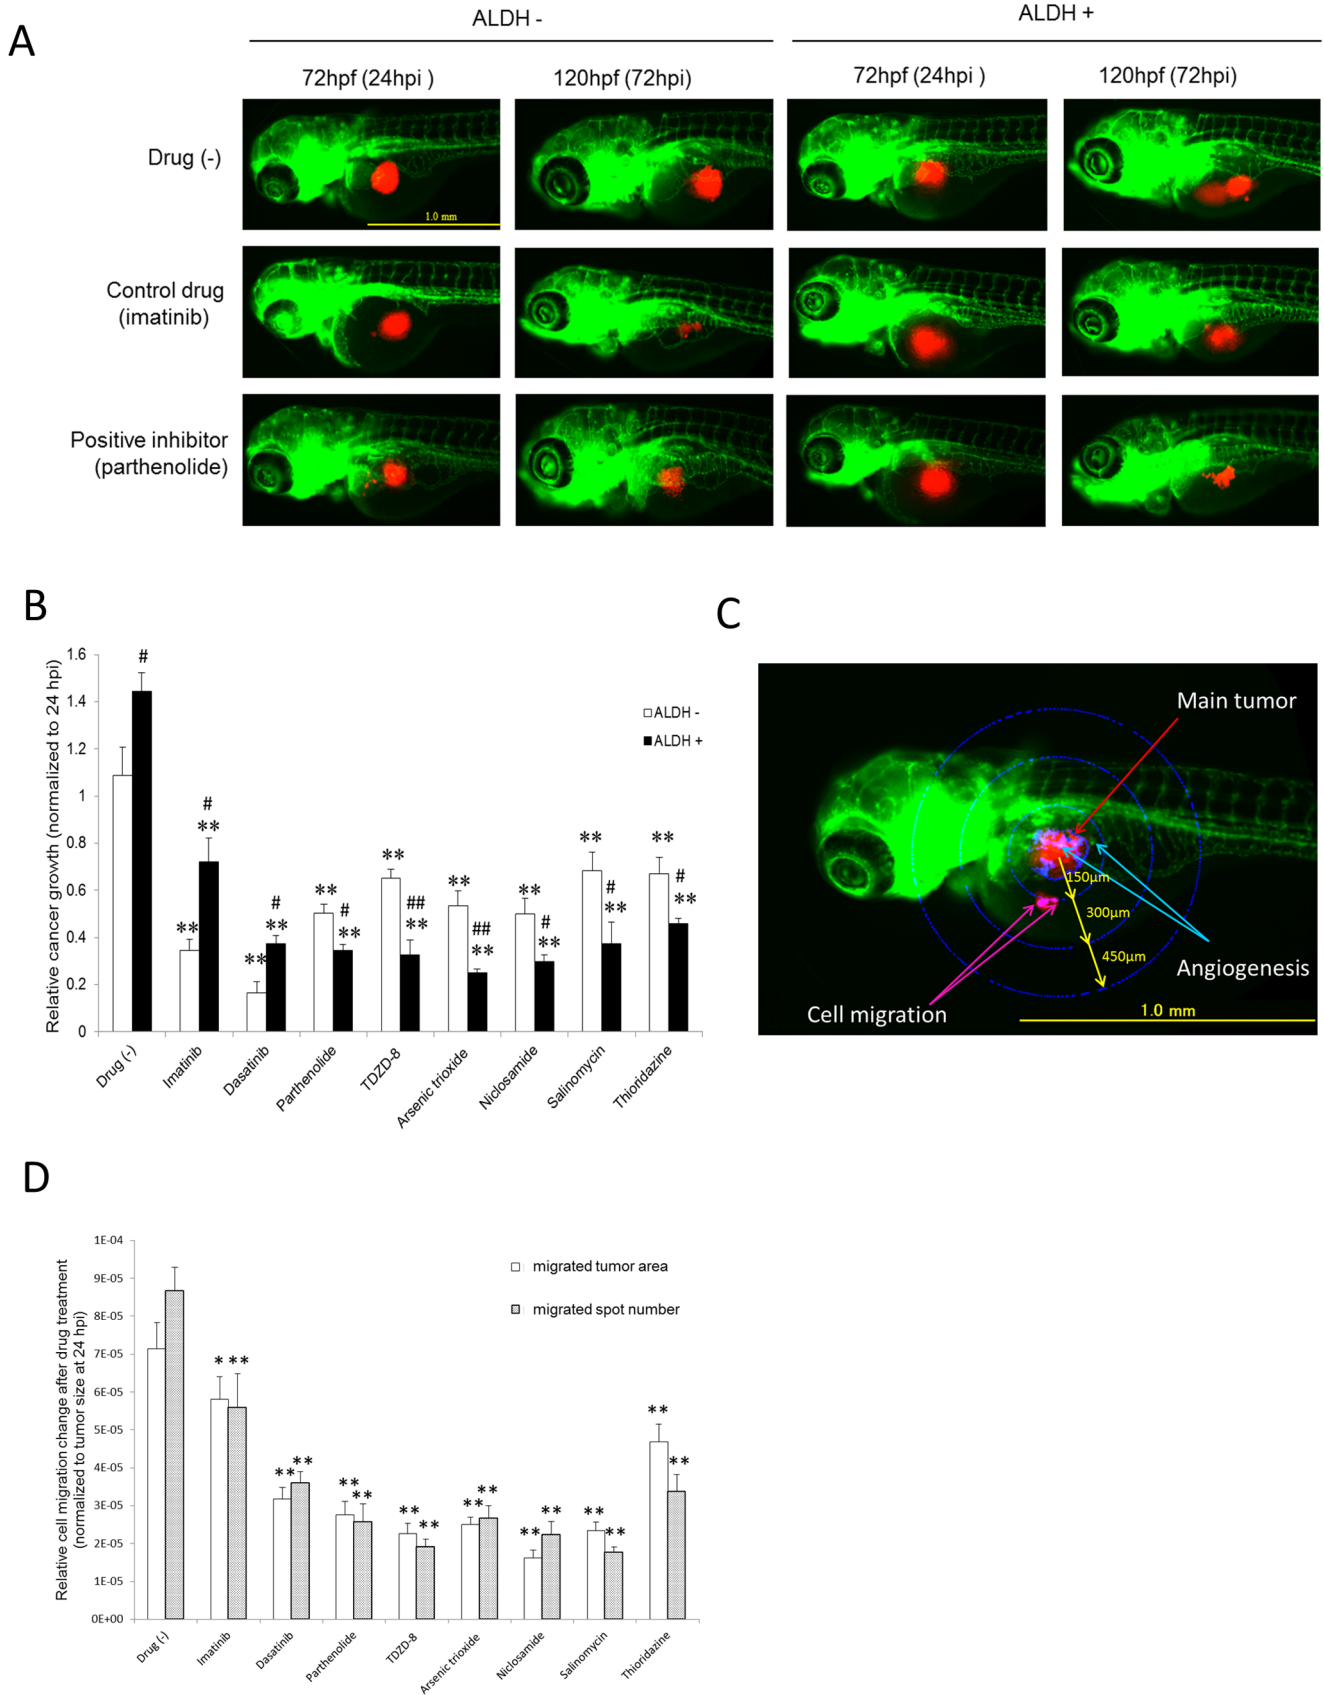 A
ALDH -
ALDH +
72hpf (24hpi )
120hpf (72hpi)
72hpf (24hpi )
120hpf (72hpi)
Drug (-)
1.0 mm
Control drug
(imatinib)
Positive inhibitor
(parthenolide)
B
Relative cancer growth (normalized to 24 hpi)
1.6
1.4
1.2
1
0.8
0.6
0.4
0.2
0
#
#
**
**
#
**
**
**
#
**
**
##
**
**
##
**
**
#
**
**
#
**
**
#
**
ALDH -
ALDH +
Drug (-)
Imatinib
Dasatinib
Parthenolide
TDZD-8
Arsenic trioxide
Niclosamide
Salinomycin
Thioridazine
C
Main tumor
150µm
300µm
450µm
Angiogenesis
Cell migration
1.0 mm
D
Relative cell migration change after drug treatment
(normalized to tumor size at 24 hpi)
1E-04
9E-05
8E-05
7E-05
6E-05
5E-05
4E-05
3E-05
2E-05
1E-05
0E+00
migrated tumor area
migrated spot number
* **
**
**
**
**
**
**
**
**
**
**
**
**
**
**
Drug (-)
Imatinib
Dasatinib
Parthenolide
TDZD-8
Arsenic trioxide
Niclosamide
Salinomycin
Thioridazine